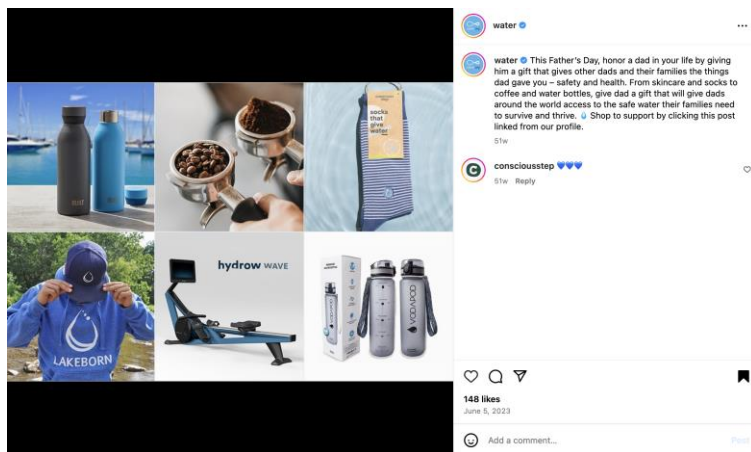 water
water This Father's Day, honor a dad in your life by giving
him a gift that gives other dads and their families the things
dad gave you – safety and health. From skincare and socks to
coffee and water bottles, give dad a gift that will give dads
around the world access to the safe water their families need
to survive and thrive. 💧 Shop to support by clicking this post
linked from our profile.
51w
consciousstep 💙💙💙
51w Reply
socks
that
give
water
hydrow WAVE
LAKEBORN
VODAPOD
VODAPOD
148 likes
June 5, 2023
Add a comment...
Post